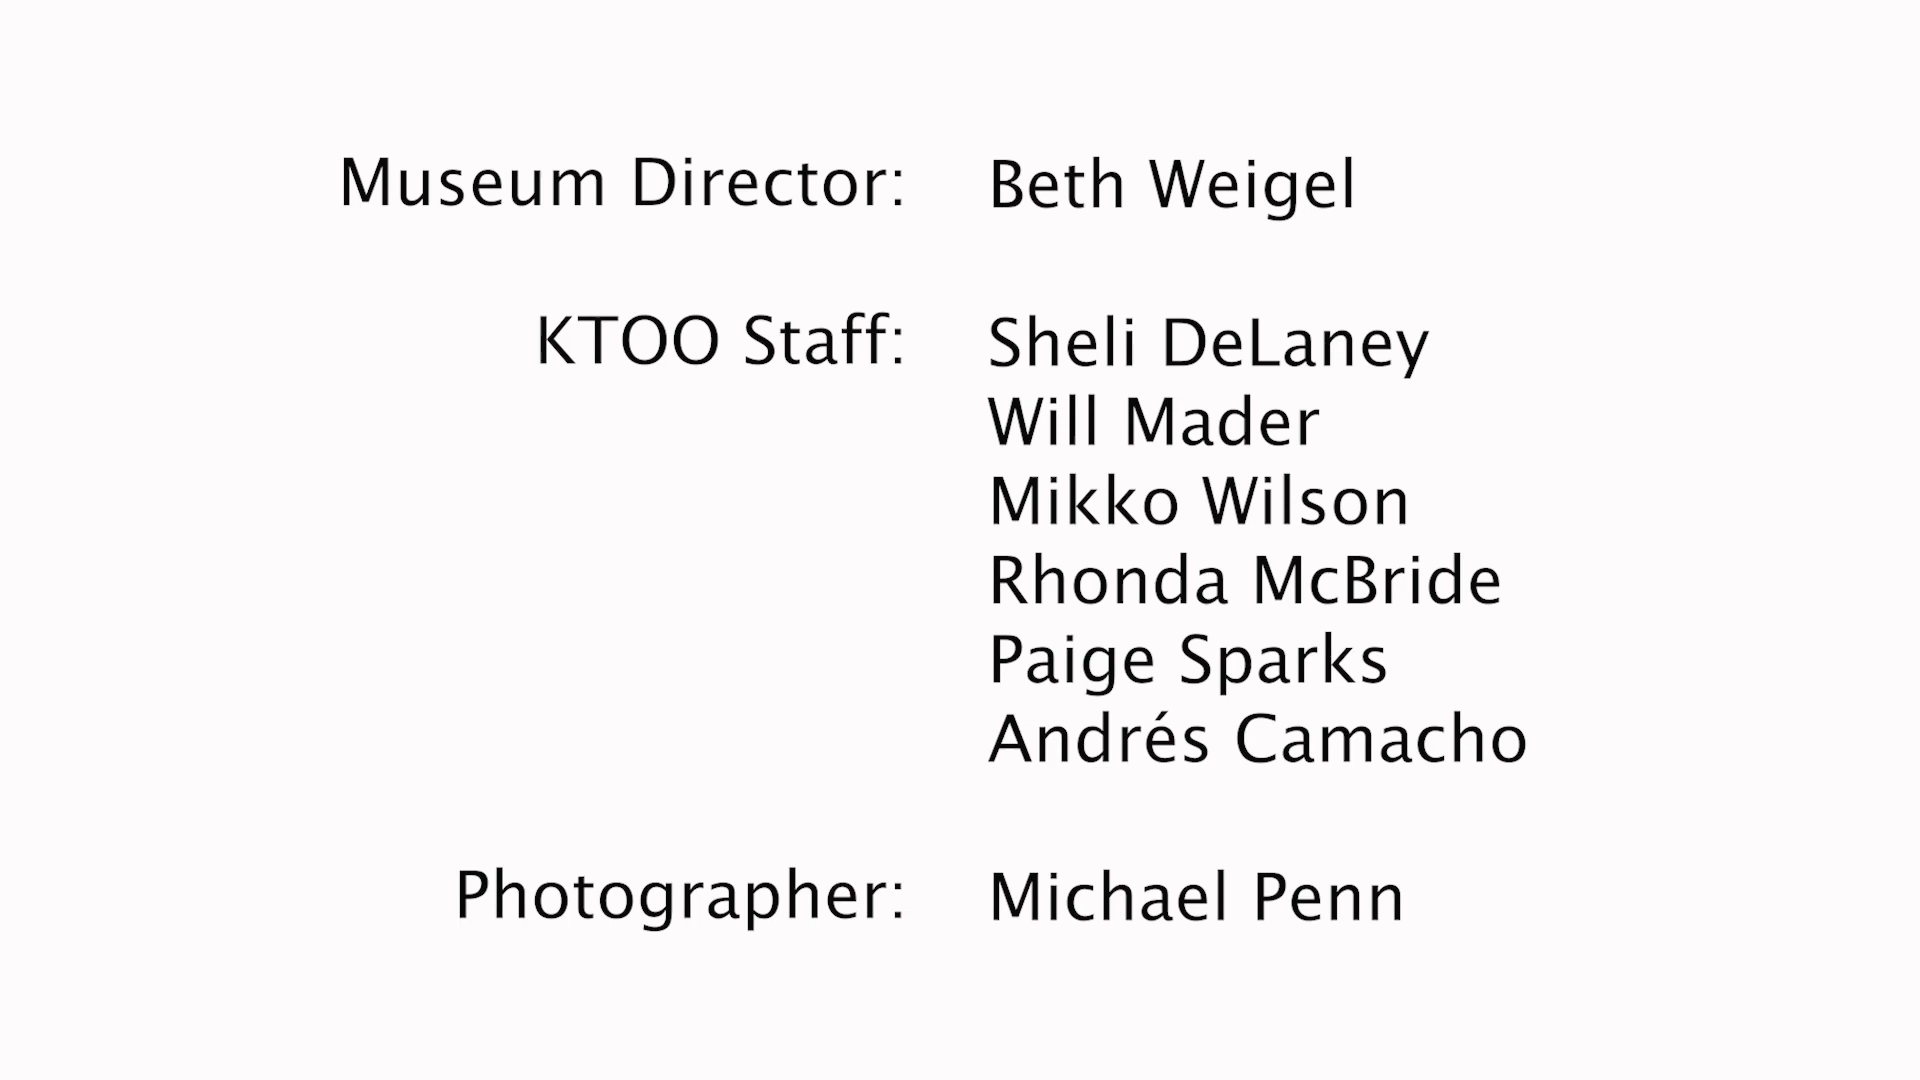 Museum Director: Beth Weigel
KTOO Staff: Sheli DeLaney
Will Mader
Mikko Wilson
Rhonda McBride
Paige Sparks
Andrés Camacho
Photographer: Michael Penn